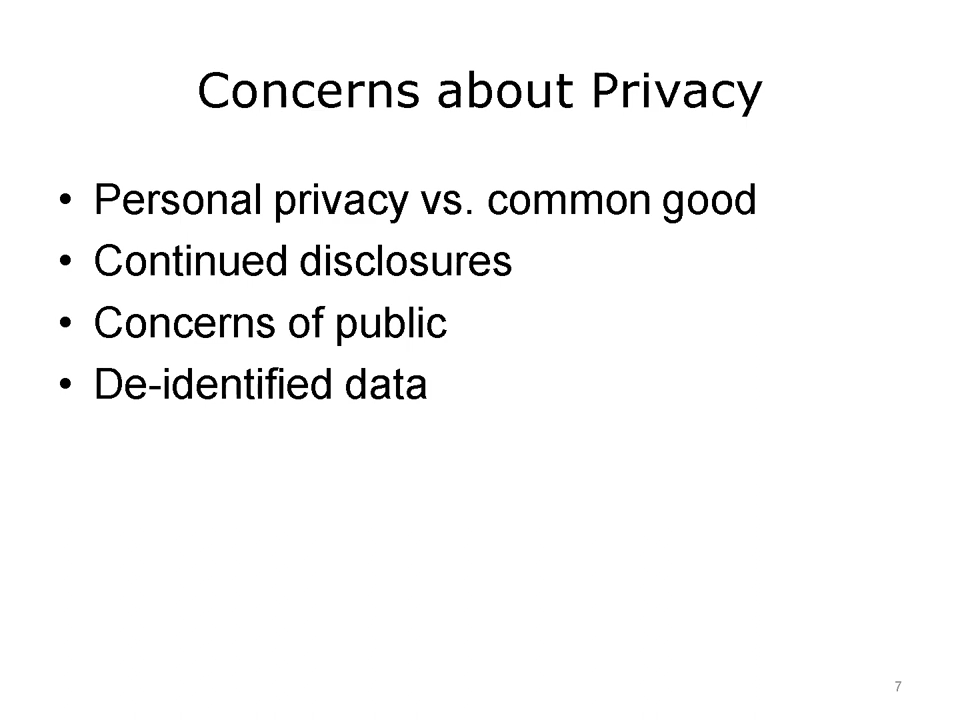 Concerns about Privacy
• Personal privacy vs. common good
• Continued disclosures
• Concerns of public
• De-identified data
7